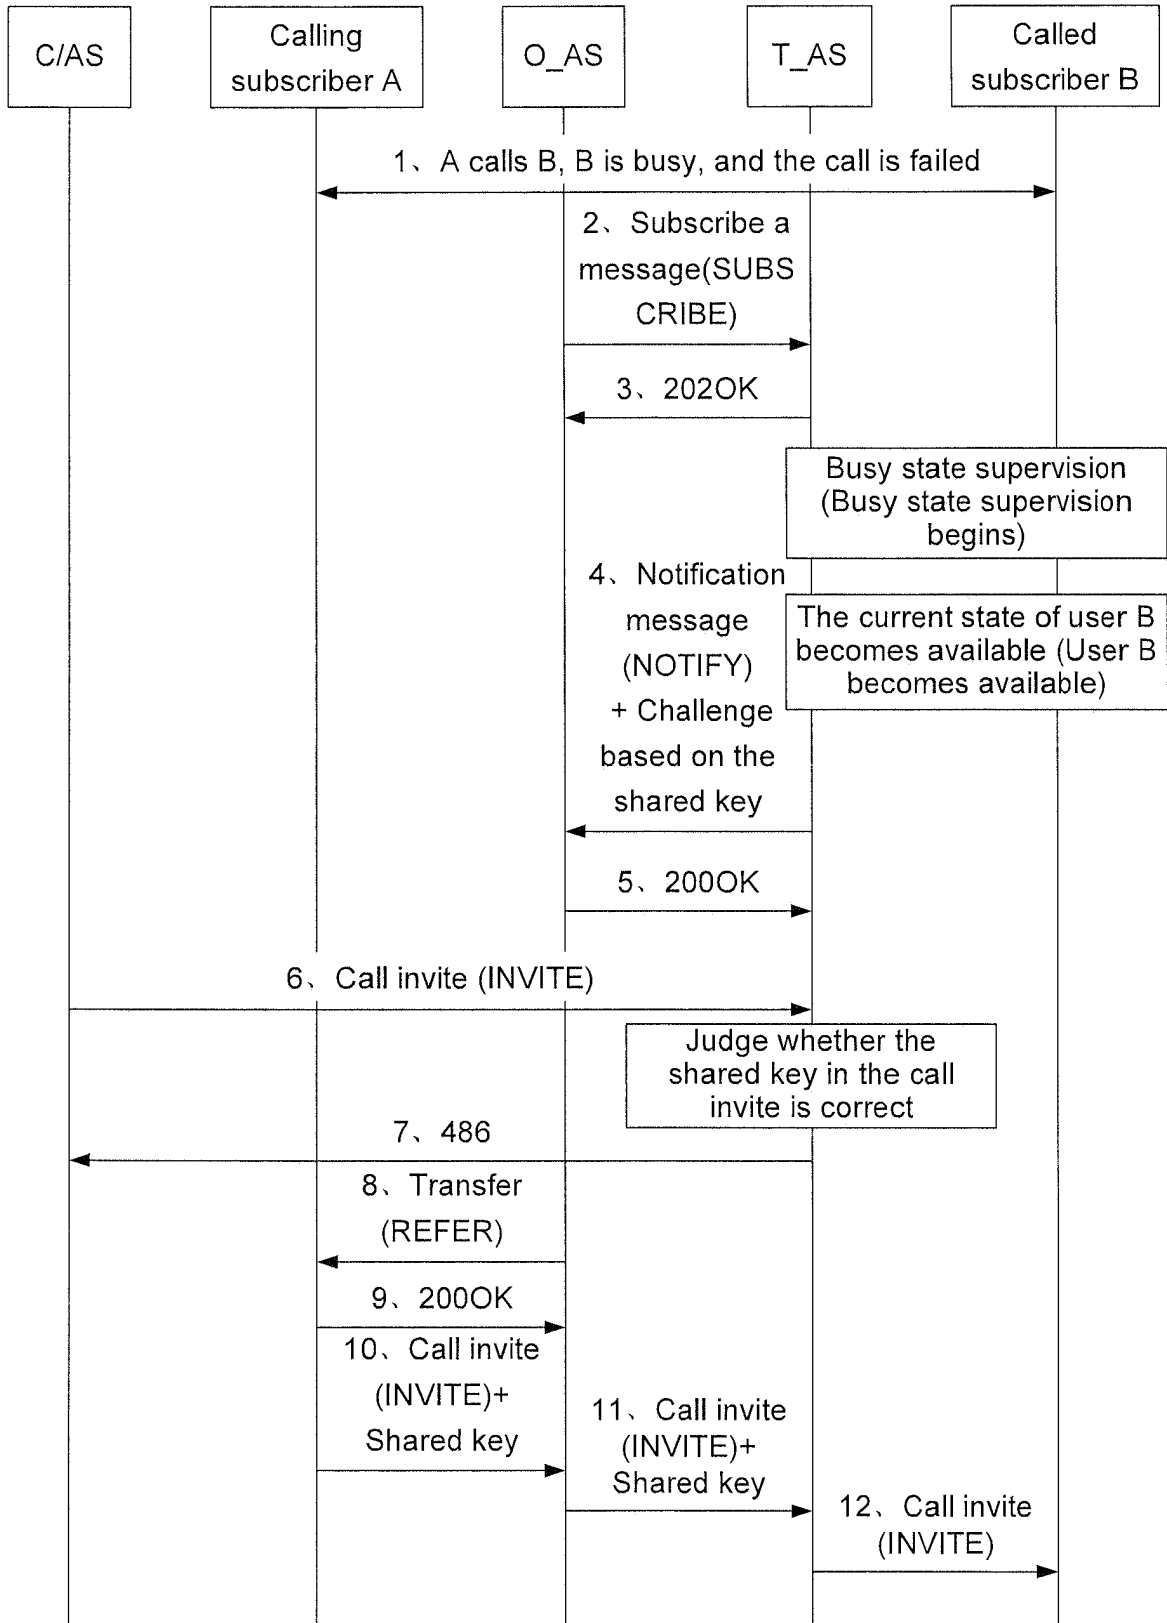 C/AS
Calling
subscriber A
O_AS
T_AS
Called
subscriber B
1、A calls B, B is busy, and the call is failed
2、Subscribe a
message(SUBS
CRIBE)
3、202OK
Busy state supervision
(Busy state supervision
begins)
4、Notification
message
(NOTIFY)
+ Challenge
based on the
shared key
The current state of user B
becomes available (User B
becomes available)
5、200OK
6、Call invite (INVITE)
Judge whether the
shared key in the call
invite is correct
7、486
8、Transfer
(REFER)
9、200OK
10、Call invite
(INVITE)+
Shared key
11、Call invite
(INVITE)+
Shared key
12、Call invite
(INVITE)